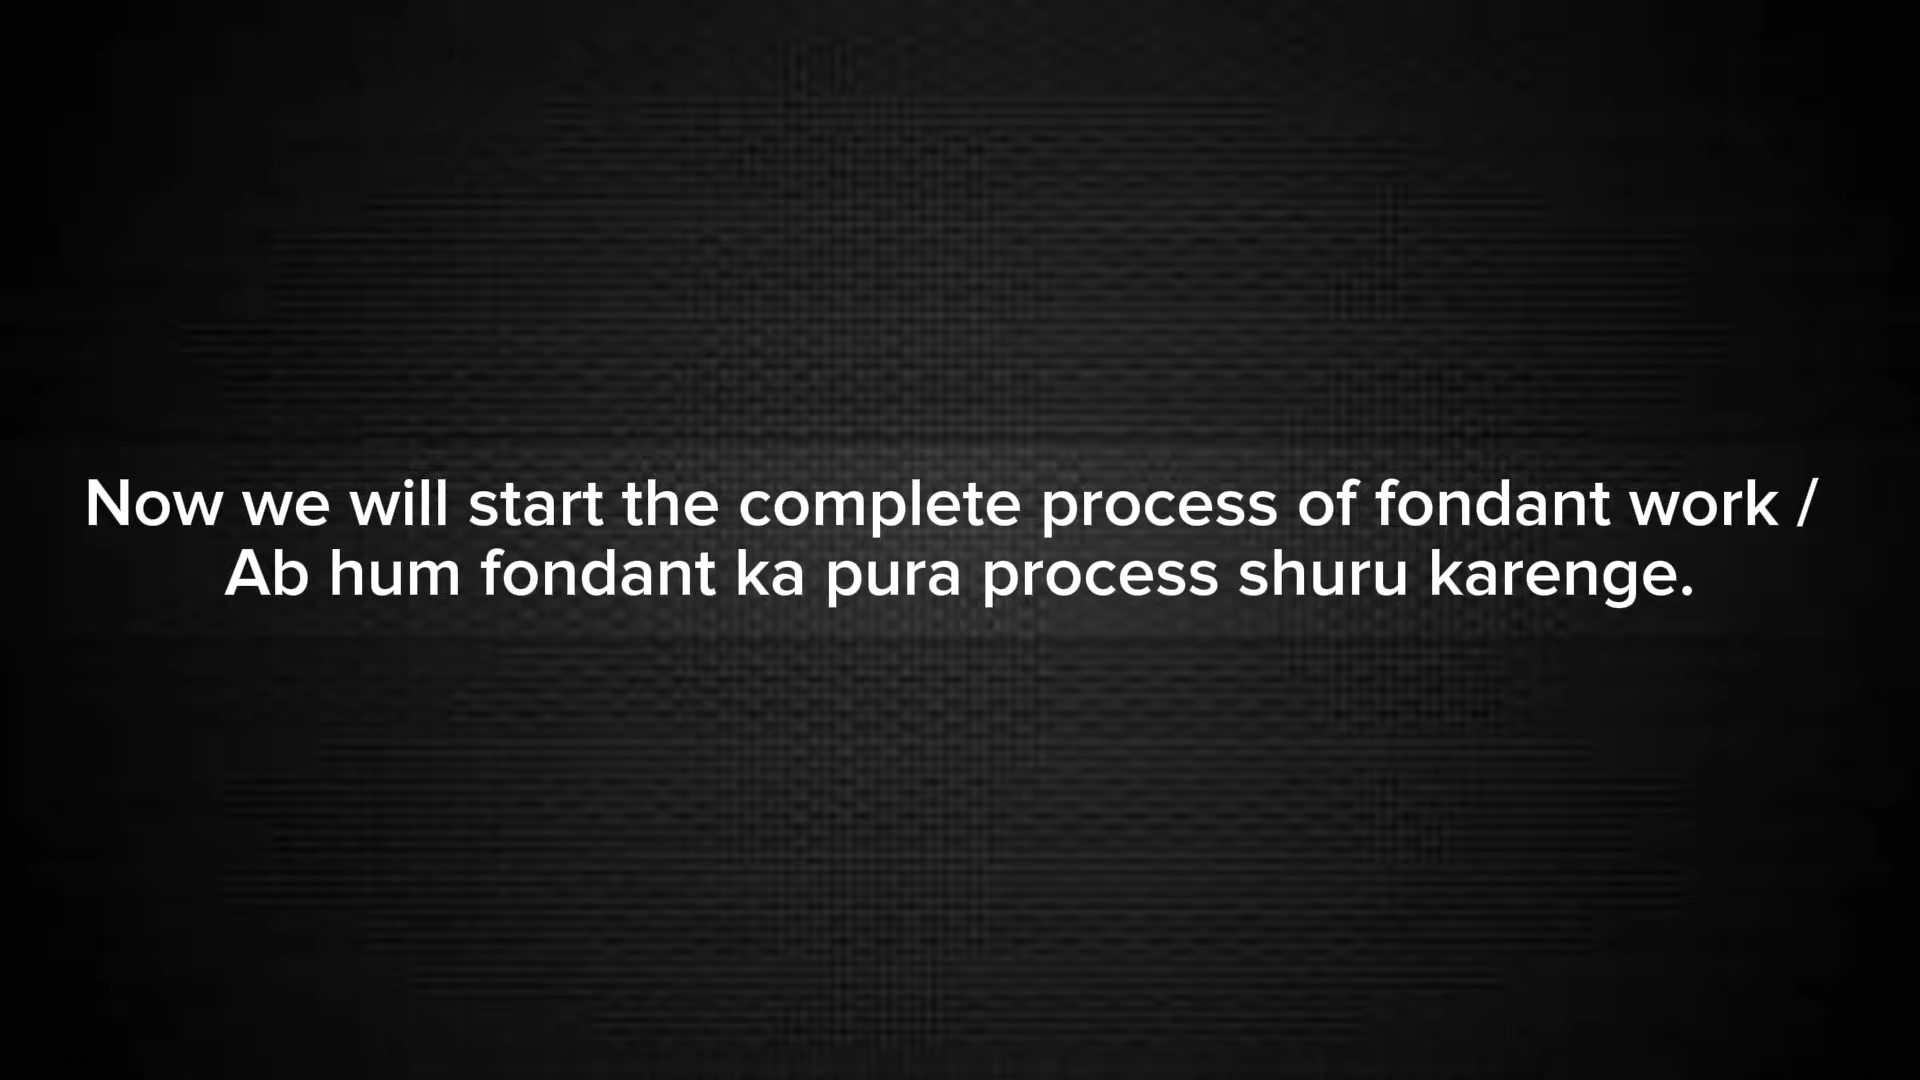 Now we will start the complete process of fondant work /
Ab hum fondant ka pura process shuru karenge.